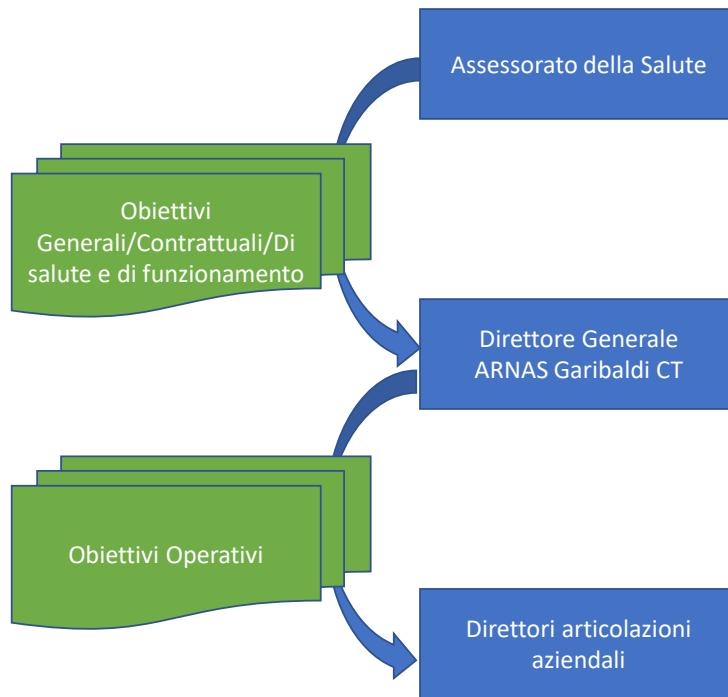 Assessorato della Salute
Obiettivi
Generali/Contrattuali/Di
salute e di funzionamento
Direttore Generale
ARNAS Garibaldi CT
Obiettivi Operativi
Direttori articolazioni
aziendali